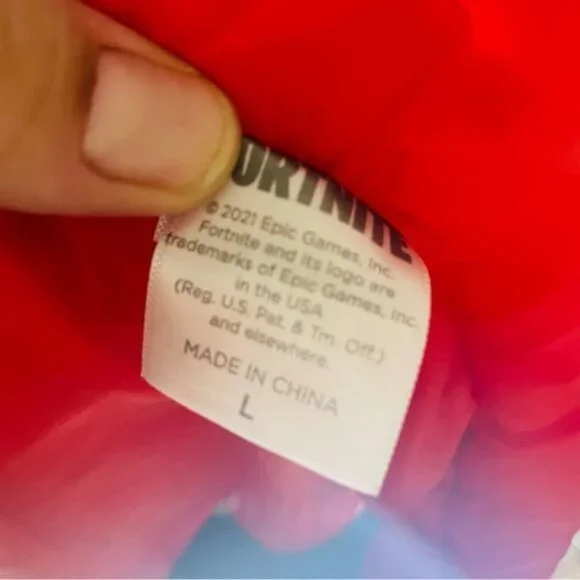 FORTNITE
© 2021 Epic Games, Inc.
Fortnite and its logo are
trademarks of Epic Games, Inc.
in the USA
(Reg. U.S. Pat. & Tm. Off.)
and elsewhere.
MADE IN CHINA
L